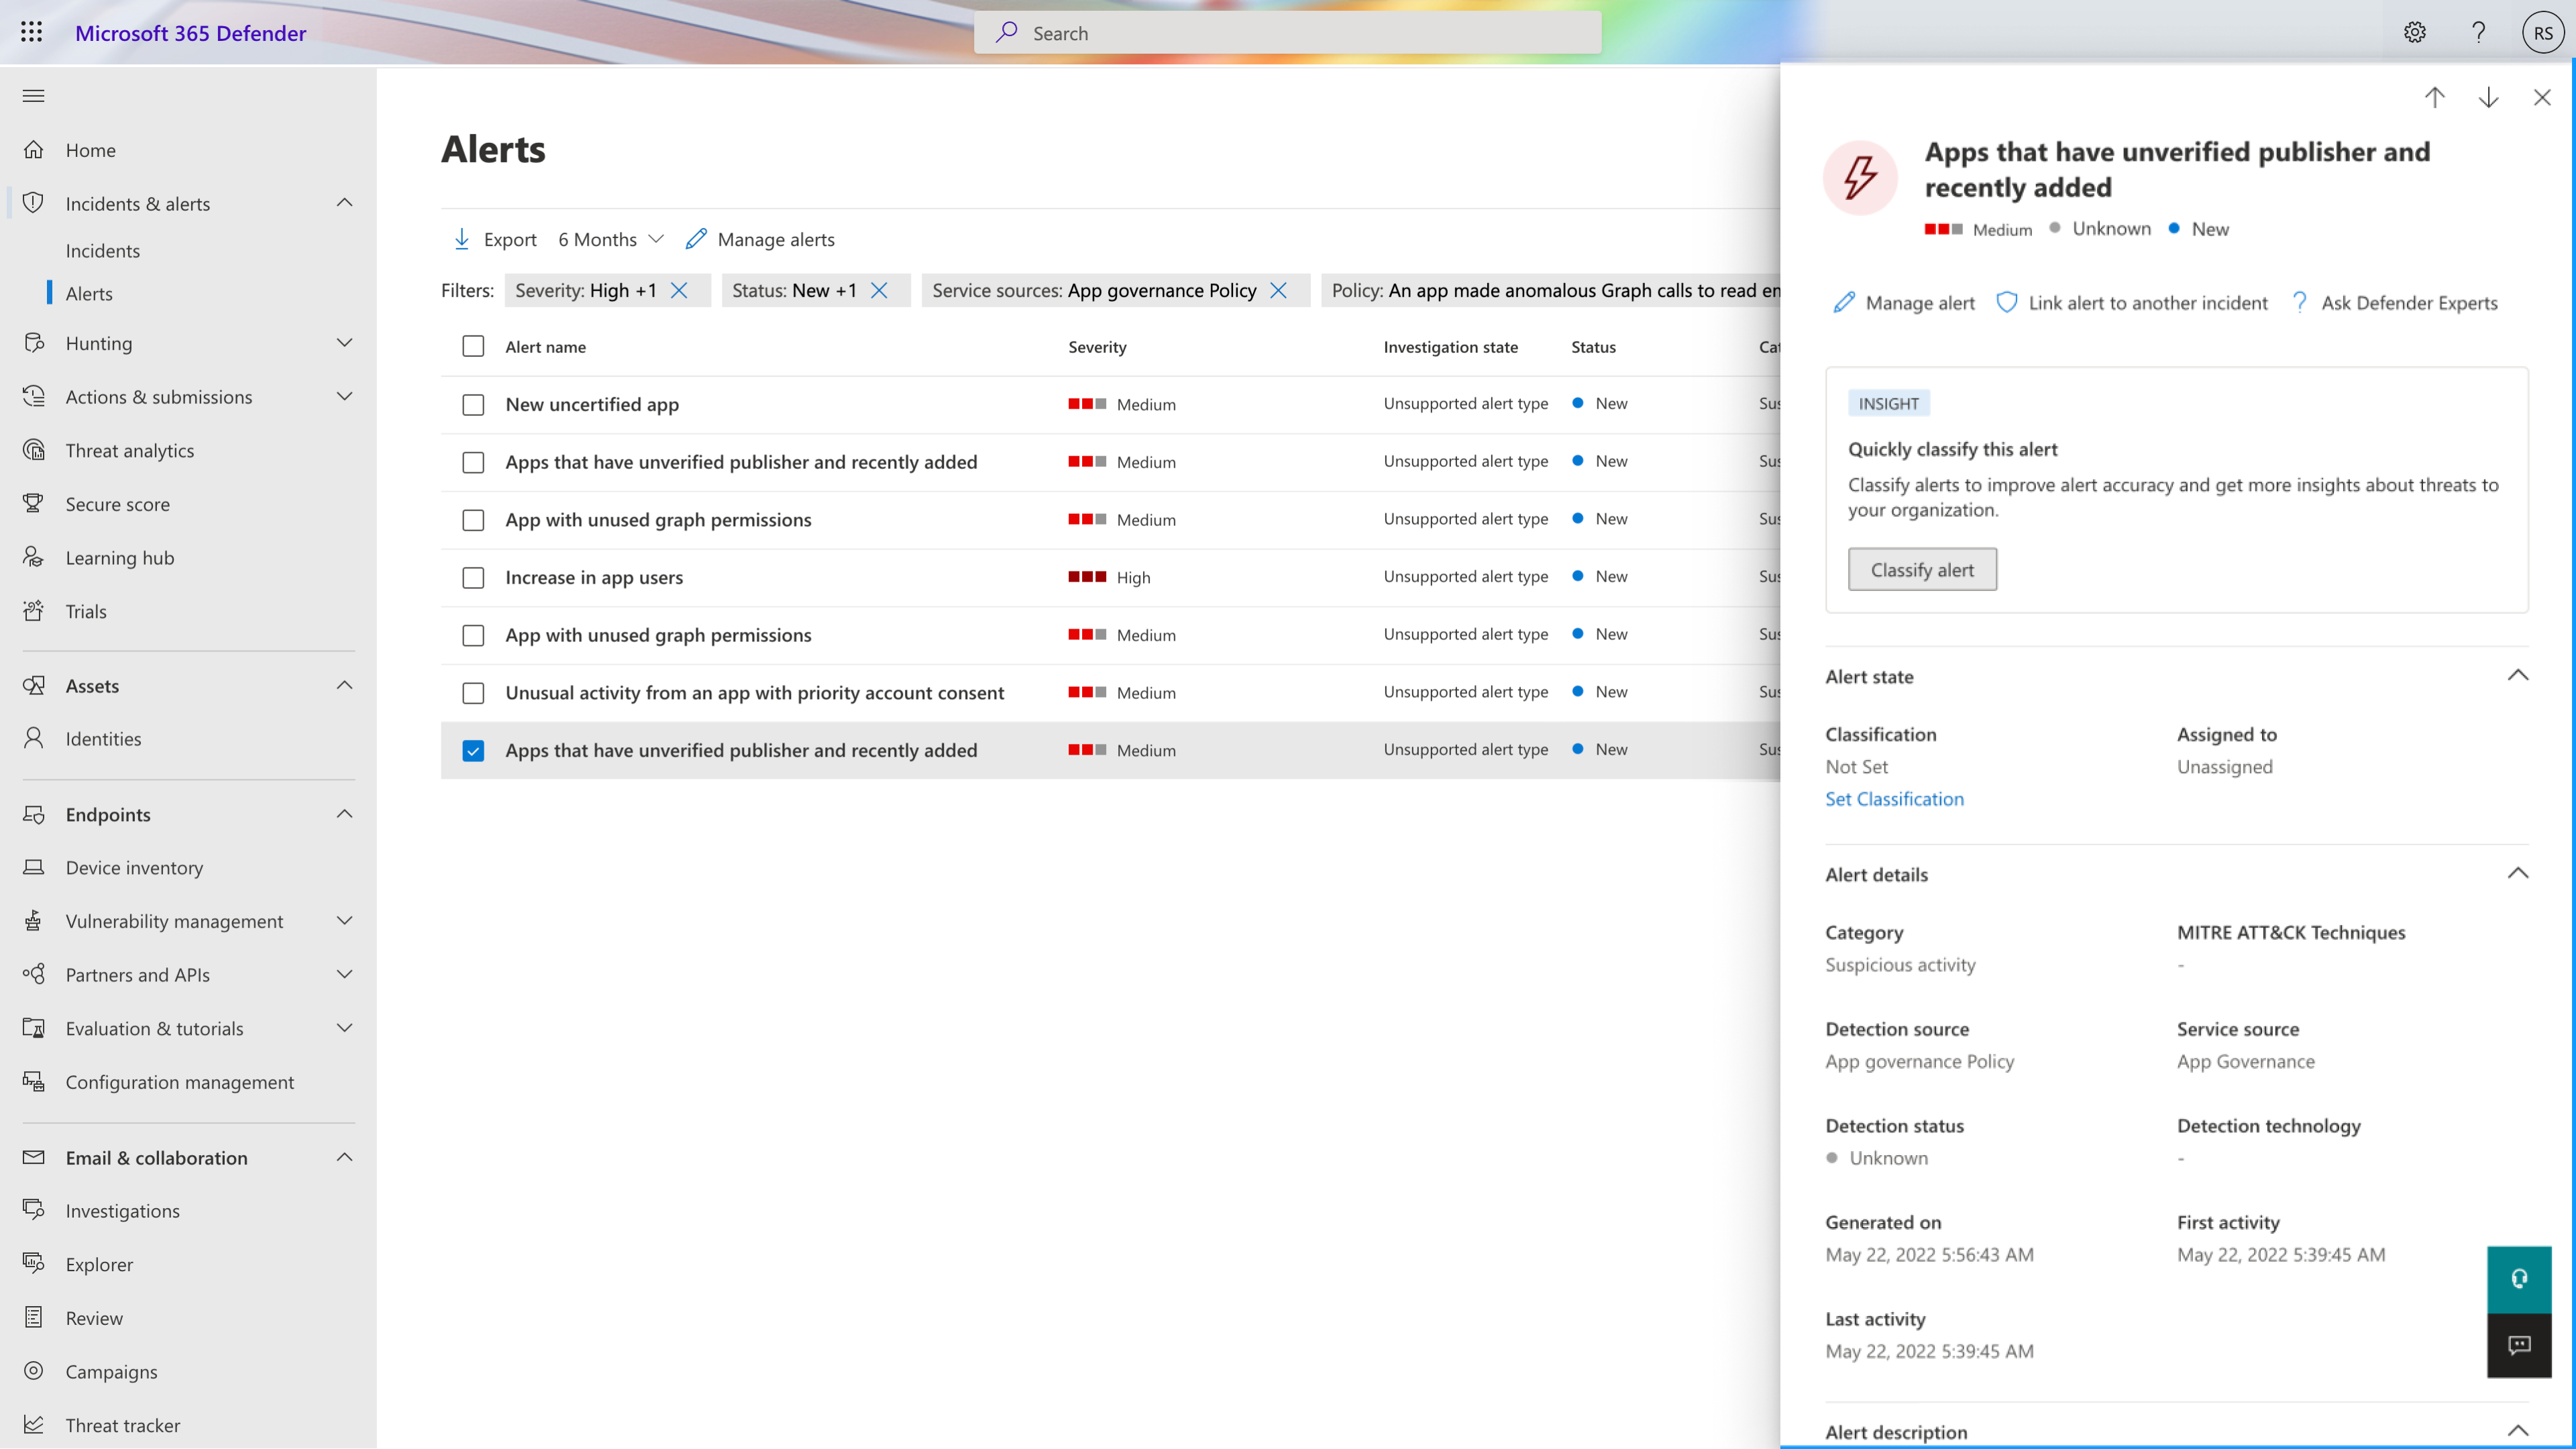 Microsoft 365 Defender
Search
RS
Home
Incidents & alerts
Incidents
Alerts
Hunting
Actions & submissions
Threat analytics
Secure score
Learning hub
Trials
Assets
Identities
Endpoints
Device inventory
Vulnerability management
Partners and APIs
Evaluation & tutorials
Configuration management
Email & collaboration
Investigations
Explorer
Review
Campaigns
Threat tracker
Alerts
Export 6 Months Manage alerts
Filters: Severity: High +1 Status: New +1 Service sources: App governance Policy Policy: An app made anomalous Graph calls to read
Alert name Severity Investigation state Status
New uncertified app Medium Unsupported alert type New
Apps that have unverified publisher and recently added Medium Unsupported alert type New
App with unused graph permissions Medium Unsupported alert type New
Increase in app users High Unsupported alert type New
App with unused graph permissions Medium Unsupported alert type New
Unusual activity from an app with priority account consent Medium Unsupported alert type New
Apps that have unverified publisher and recently added Medium Unsupported alert type New
Apps that have unverified publisher and
recently added
Medium Unknown New
Manage alert Link alert to another incident ? Ask Defender Experts
INSIGHT
Quickly classify this alert
Classify alerts to improve alert accuracy and get more insights about threats to
your organization.
Classify alert
Alert state
Classification Assigned to
Not Set Unassigned
Set Classification
Alert details
Category MITRE ATT&CK Techniques
Suspicious activity -
Detection source Service source
App governance Policy App Governance
Detection status Detection technology
Unknown -
Generated on First activity
May 22, 2022 5:56:43 AM May 22, 2022 5:39:45 AM
Last activity
May 22, 2022 5:39:45 AM
Alert description